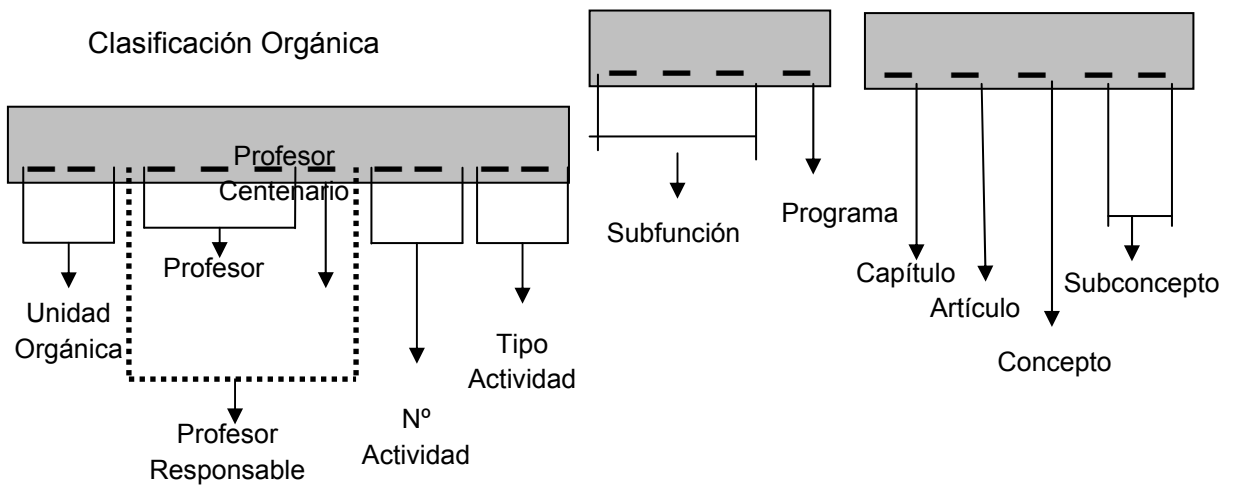 Clasificación Orgánica
Profesor
Centenario
Profesor
Unidad
Orgánica
Profesor
Responsable
Nº
Actividad
Tipo
Actividad
Subfunción
Programa
Capítulo
Artículo
Concepto
Subconcepto